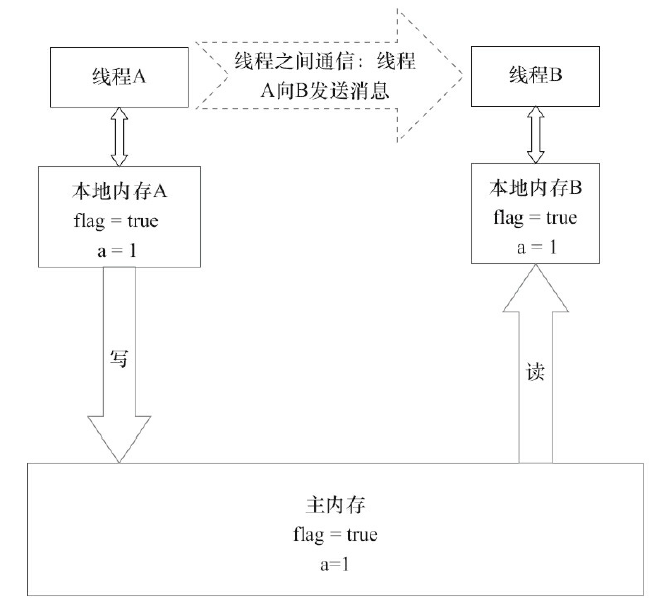 线程A
线程之间通信：线程
A向B发送消息
线程B
本地内存A
flag = true
a = 1
本地内存B
flag = true
a = 1
写
读
主内存
flag = true
a=1